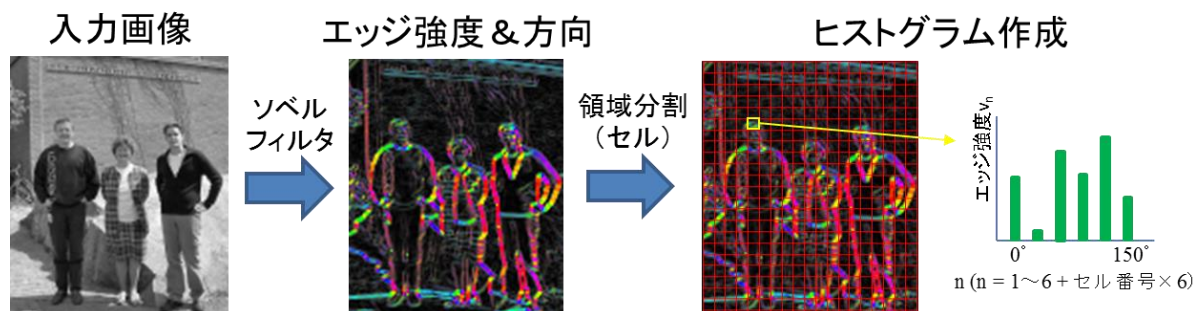 入力画像
エッジ強度＆方向
ヒストグラム作成
ソベル
フィルタ
領域分割
（セル）
エッジ強度vn
0°
150°
n (n = 1～6 + セル番号×6)